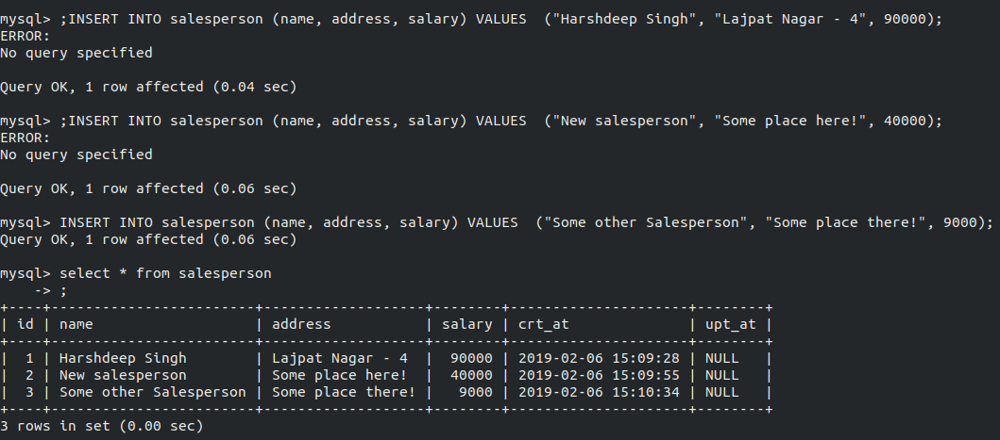 mysql> ;INSERT INTO salesperson (name, address, salary) VALUES  ("Harshdeep Singh", "Lajpat Nagar - 4", 90000);
ERROR:
No query specified

Query OK, 1 row affected (0.04 sec)

mysql> ;INSERT INTO salesperson (name, address, salary) VALUES  ("New salesperson", "Some place here!", 40000);
ERROR:
No query specified

Query OK, 1 row affected (0.06 sec)

mysql> INSERT INTO salesperson (name, address, salary) VALUES  ("Some other Salesperson", "Some place there!", 9000);
Query OK, 1 row affected (0.06 sec)

mysql> select * from salesperson
    -> ;
+----+------------------------+-------------------+--------+---------------------+--------+
| id | name                   | address           | salary | crt_at              | upt_at |
+----+------------------------+-------------------+--------+---------------------+--------+
|  1 | Harshdeep Singh        | Lajpat Nagar - 4  |  90000 | 2019-02-06 15:09:28 | NULL   |
|  2 | New salesperson        | Some place here!  |  40000 | 2019-02-06 15:09:55 | NULL   |
|  3 | Some other Salesperson | Some place there! |   9000 | 2019-02-06 15:10:34 | NULL   |
+----+------------------------+-------------------+--------+---------------------+--------+
3 rows in set (0.00 sec)